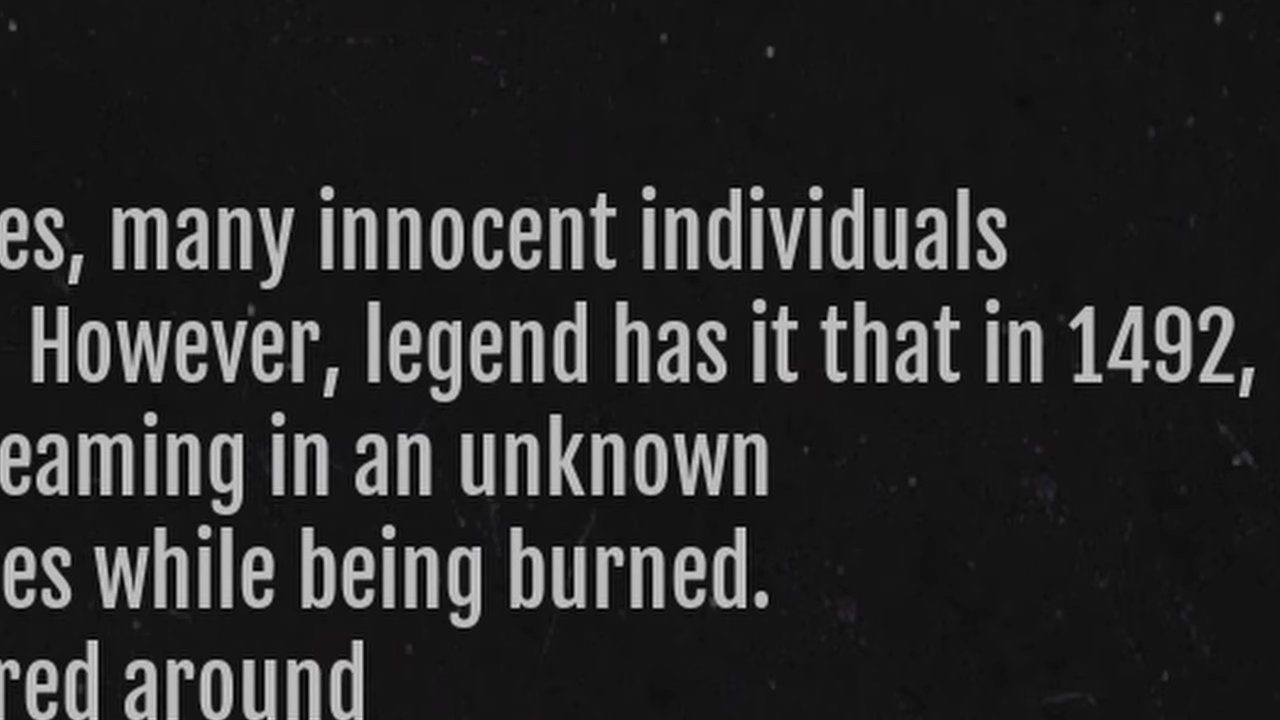 es, many innocent individuals
However, legend has it that in 1492,
eaming in an unknown
es while being burned.
red around